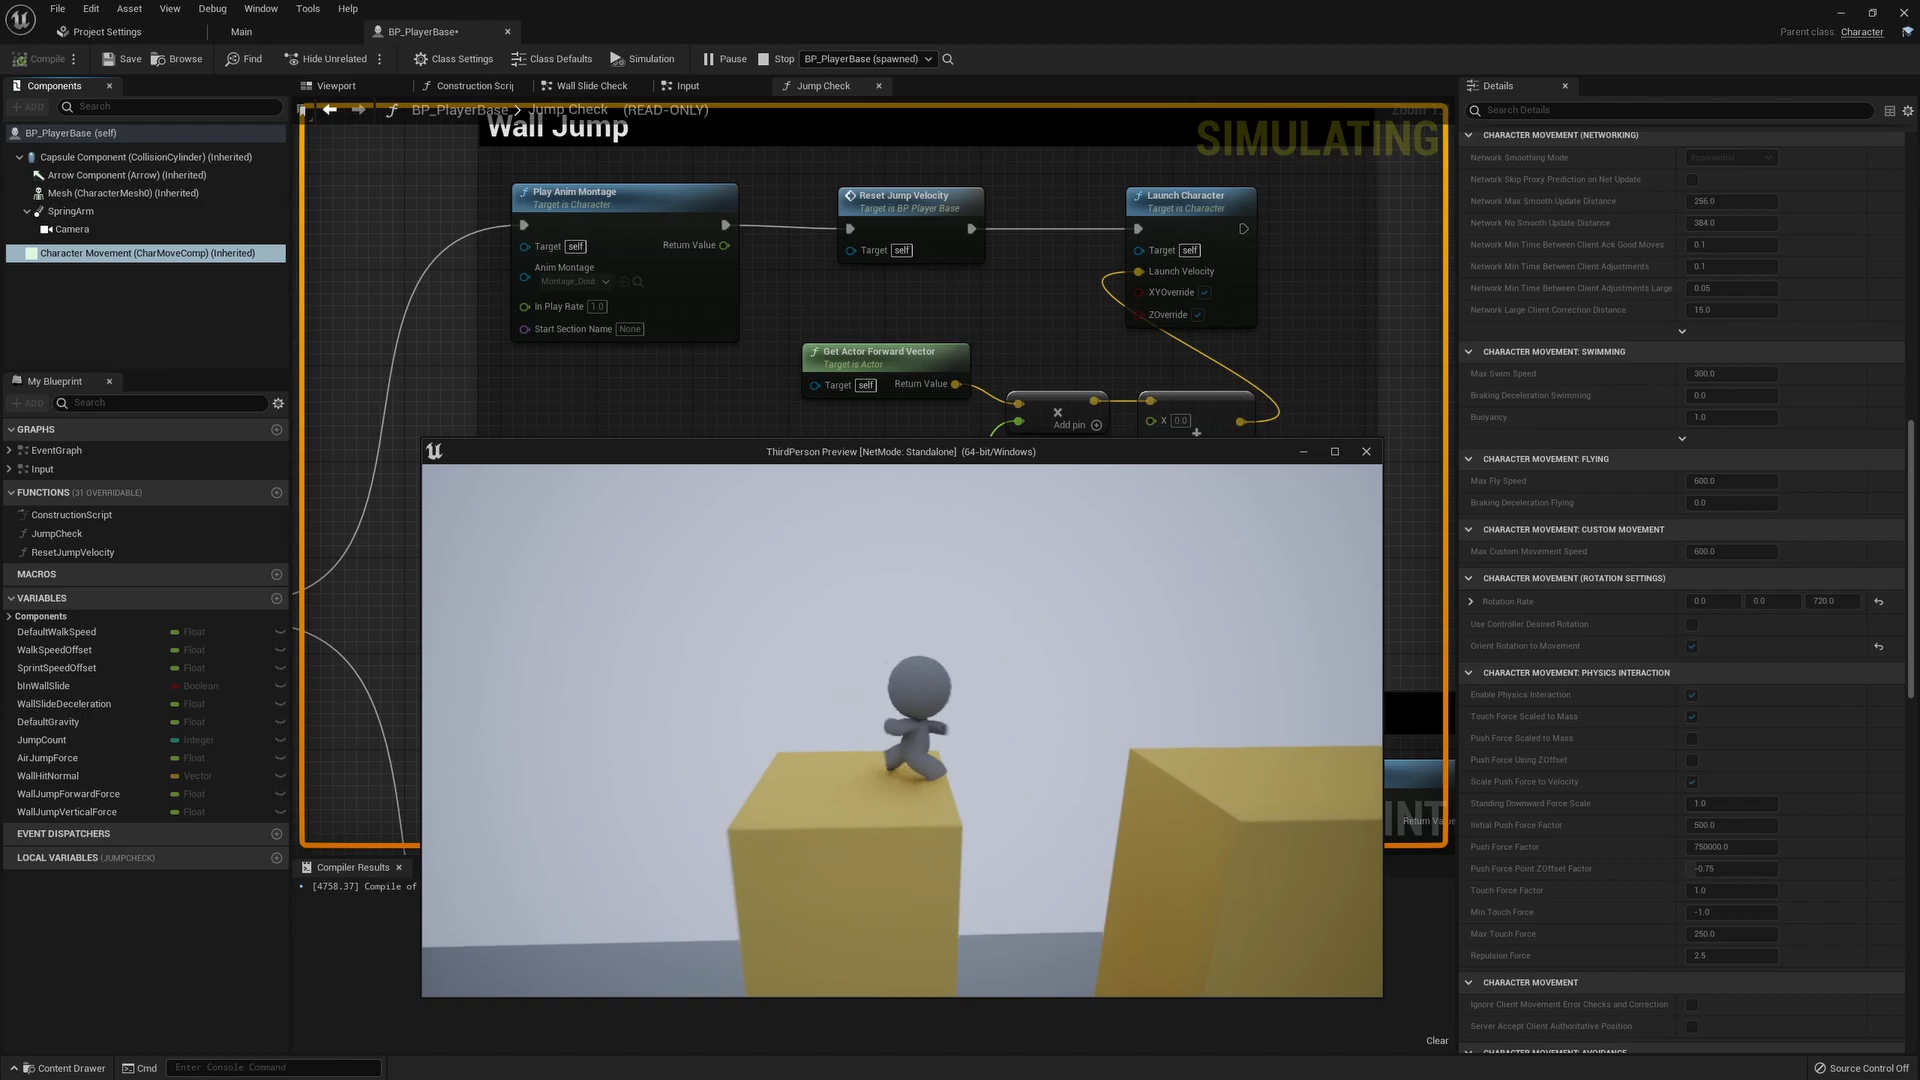 File Edit Asset View Debug Window Tools Help
Project Settings
Main
BP_PlayerBase*
Parent class: Character
Compile
Save
Browse
Find
Hide Unrelated
Class Settings
Class Defaults
Simulation
Pause
Stop
BP_PlayerBase (spawned)
Components
Search
BP_PlayerBase (self)
Capsule Component (CollisionCylinder) (Inherited)
Arrow Component (Arrow) (Inherited)
Mesh (CharacterMesh0) (Inherited)
SpringArm
Camera
Character Movement (CharMoveComp) (Inherited)
My Blueprint
ADD
Search
GRAPHS
EventGraph
Input
FUNCTIONS (31 OVERRIDABLE)
ConstructionScript
JumpCheck
ResetJumpVelocity
MACROS
VARIABLES
Components
DefaultWalkSpeed Float
WalkSpeedOffset Float
SprintSpeedOffset Float
bInWallSlide Boolean
WallSlideDeceleration Float
DefaultGravity Float
JumpCount Integer
AirJumpForce Float
WallHitNormal Vector
WallJumpForwardForce Float
WallJumpVerticalForce Float
EVENT DISPATCHERS
LOCAL VARIABLES (JUMPCHECK)
Viewport
Construction Scrip
Wall Slide Check
Input
Jump Check
BP_PlayerBase > Jump Check (READ-ONLY)
Wall Jump
SIMULATING
Play Anim Montage
Target is Character
Target self
Return Value
Anim Montage
In Play Rate 1.0
Start Section Name None
Reset Jump Velocity
Target is BP Player Base
Target self
Launch Character
Target is Character
Target self
Launch Velocity
XYOverride
ZOverride
Get Actor Forward Vector
Target is Actor
Target self
Return Value
Add pin
X 0.0
ThirdPerson Preview [NetMode: Standalone] (64-bit/Windows)
Compiler Results
[4758.37] Compile of
Clear
Details
Search Details
CHARACTER MOVEMENT (NETWORKING)
Network Smoothing Mode Exponential
Network Skip Proxy Prediction on Net Update
Network Max Smooth Update Distance 256.0
Network No Smooth Update Distance 384.0
Network Min Time Between Client Ack Good Moves 0.1
Network Min Time Between Client Adjustments 0.1
Network Min Time Between Client Adjustments Large 0.05
Network Large Client Correction Distance 15.0
CHARACTER MOVEMENT: SWIMMING
Max Swim Speed 300.0
Braking Deceleration Swimming 0.0
Buoyancy 1.0
CHARACTER MOVEMENT: FLYING
Max Fly Speed 600.0
Braking Deceleration Flying 0.0
CHARACTER MOVEMENT: CUSTOM MOVEMENT
Max Custom Movement Speed 600.0
CHARACTER MOVEMENT (ROTATION SETTINGS)
Rotation Rate 0.0 0.0 720.0
Use Controller Desired Rotation
Orient Rotation to Movement
CHARACTER MOVEMENT: PHYSICS INTERACTION
Enable Physics Interaction
Touch Force Scaled to Mass
Push Force Scaled to Mass
Push Force Using ZOffset
Scale Push Force to Velocity
Standing Downward Force Scale 1.0
Initial Push Force Factor 500.0
Push Force Factor 750000.0
Push Force Point ZOffset Factor -0.75
Touch Force Factor 1.0
Min Touch Force -1.0
Max Touch Force 250.0
Repulsion Force 2.5
CHARACTER MOVEMENT
Ignore Client Movement Error Checks and Correction
Server Accept Client Authoritative Position
Content Drawer
Cmd
Enter Console Command
Source Control Off